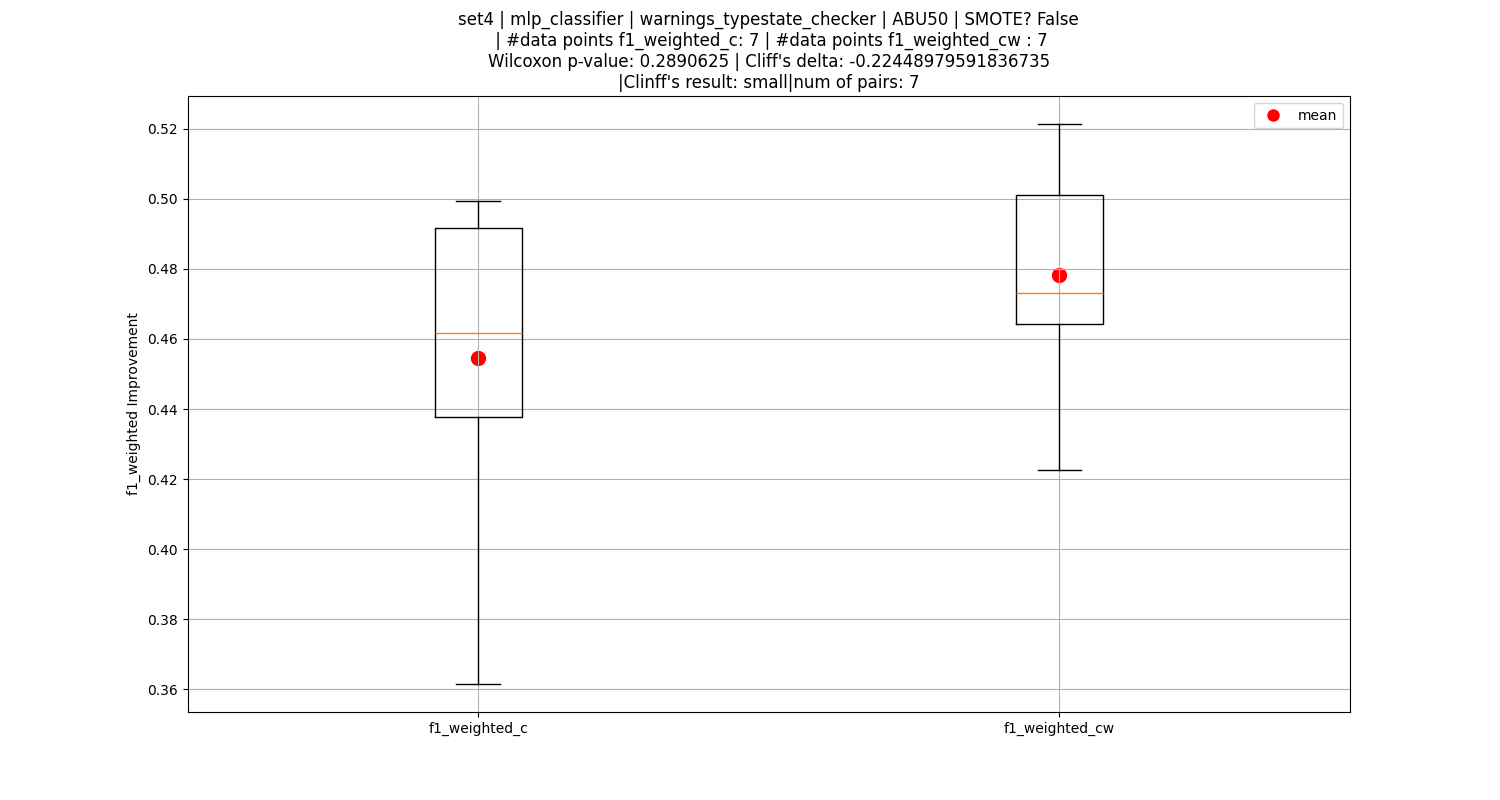 set4 | mlp_classifier | warnings_typestate_checker | ABU50 | SMOTE? False
| #data points f1_weighted_c: 7 | #data points f1_weighted_cw : 7
Wilcoxon p-value: 0.2890625 | Cliff's delta: -0.22448979591836735
|Clinff's result: small|num of pairs: 7
mean
0.52
0.50
0.48
0.46
0.44
0.42
0.40
0.38
0.36
f1_weighted Improvement
f1_weighted_c
f1_weighted_cw